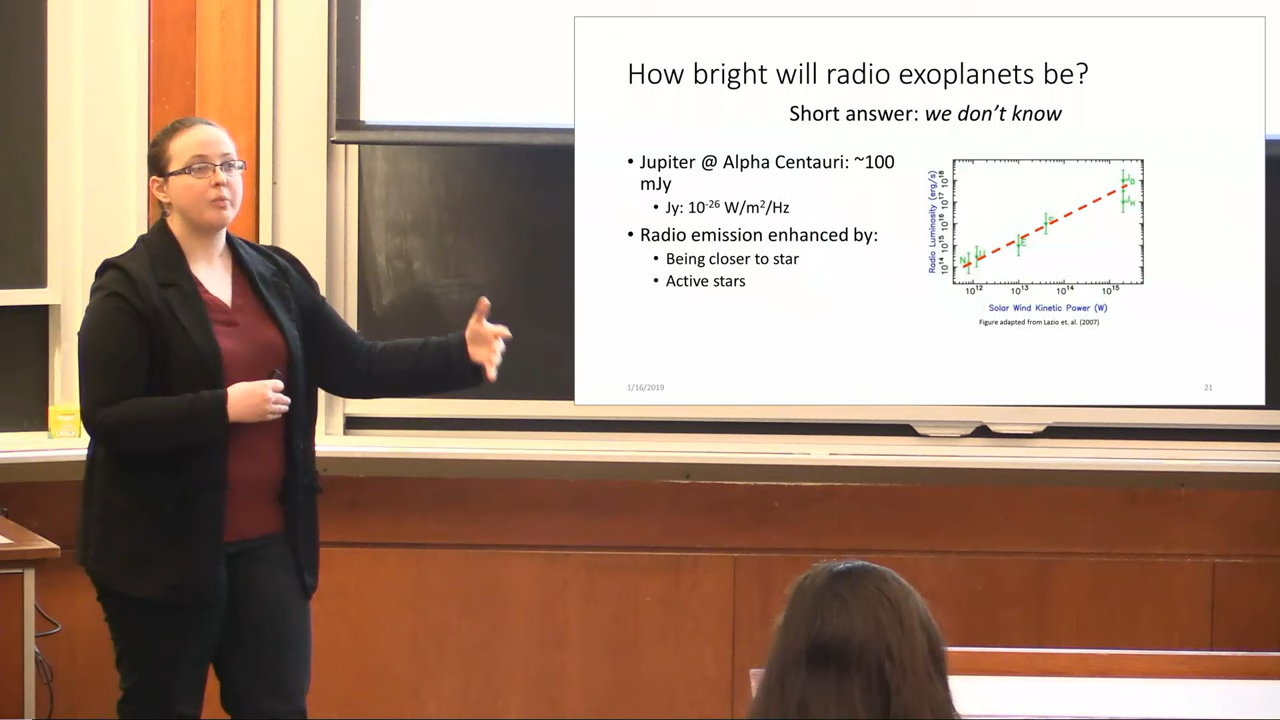 How bright will radio exoplanets be?
Short answer: we don't know
• Jupiter @ Alpha Centauri: ~100
mJy
• Jy: 10⁻²⁶ W/m²/Hz
• Radio emission enhanced by:
• Being closer to star
• Active stars
Radio Luminosity (erg/s)
10¹⁸
10¹⁷
10¹⁶
10¹⁵
10¹⁴
N
U
E
S
J_D
J_H
10¹²
10¹³
10¹⁴
10¹⁵
Solar Wind Kinetic Power (W)
Figure adapted from Lazio et. al. (2007)
1/16/2019
21